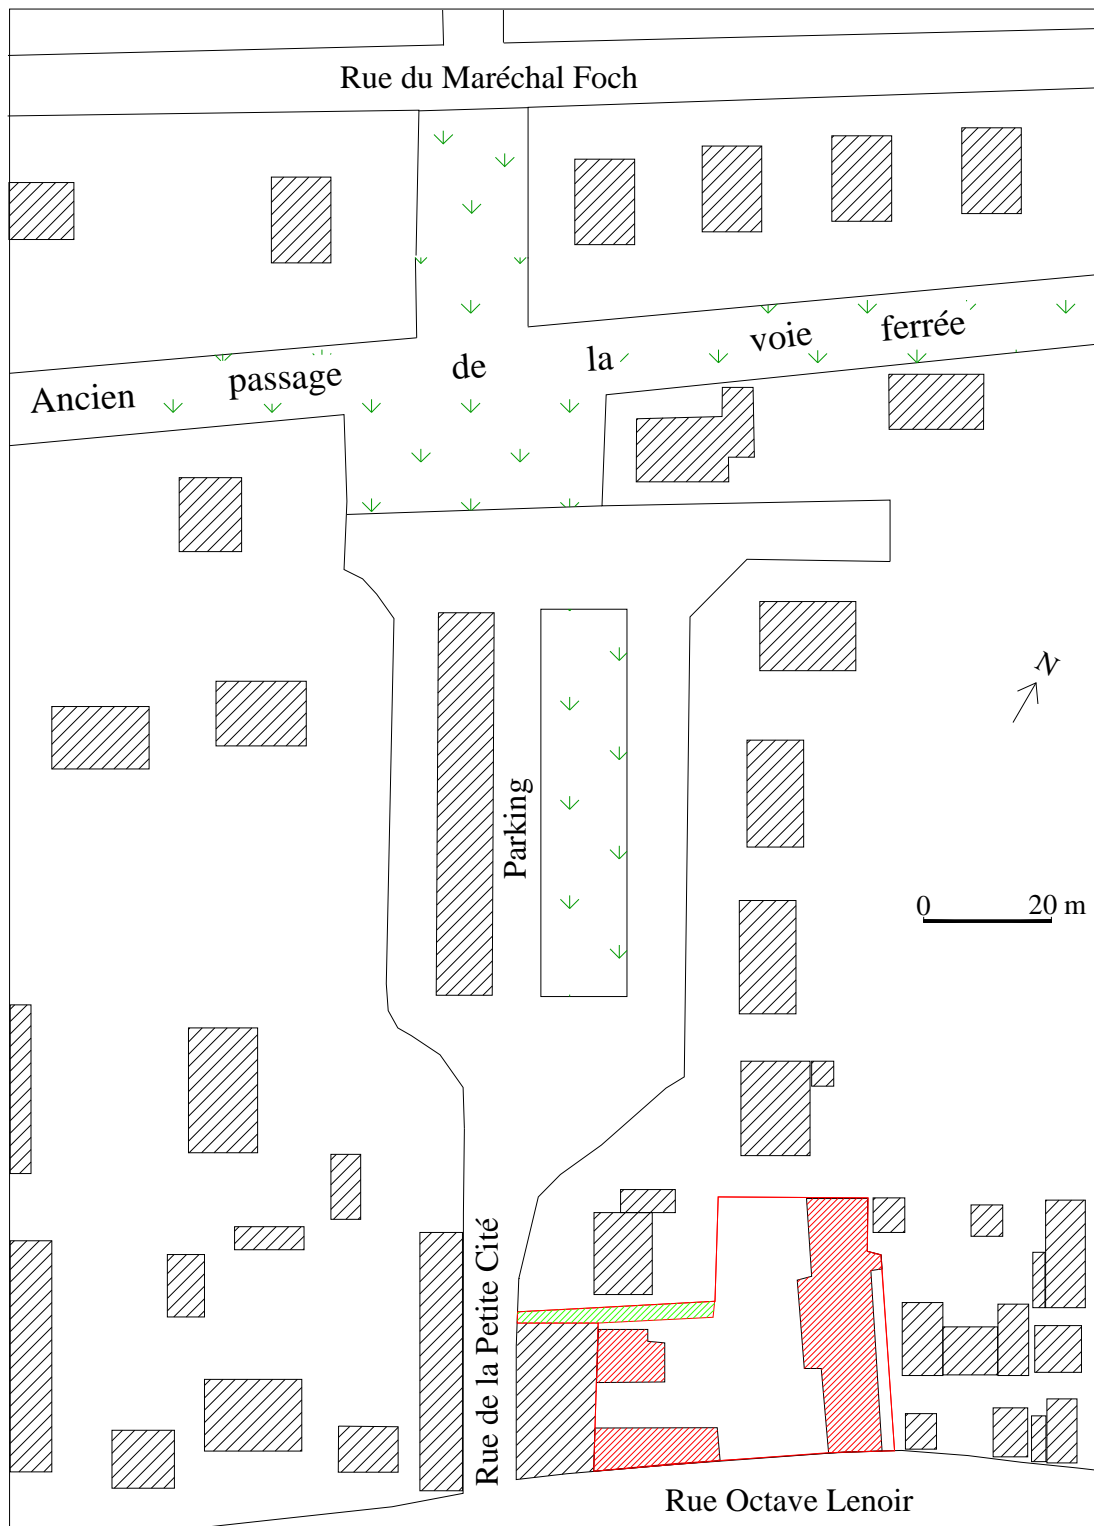 Rue du Maréchal Foch
Ancien passage de la voie ferrée
N
Parking
0 20 m
Rue de la Petite Cité
Rue Octave Lenoir